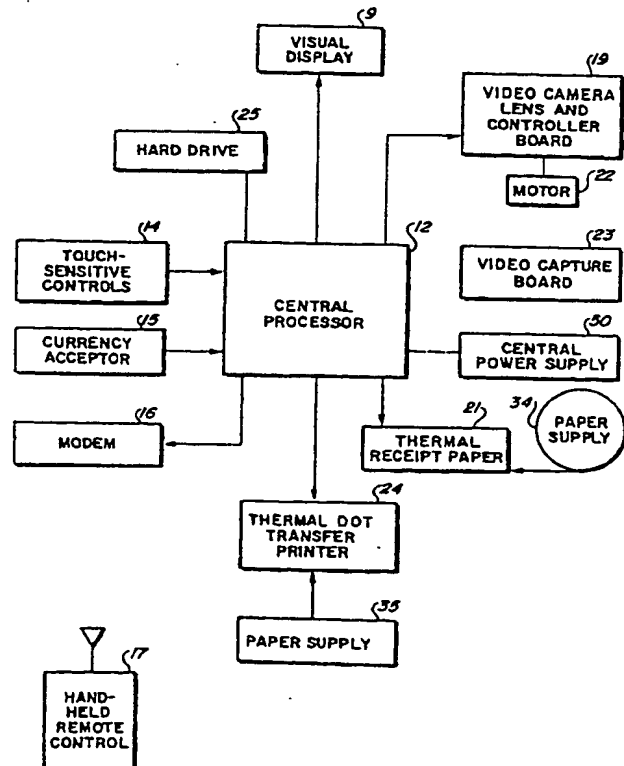 9
VISUAL
DISPLAY
19
VIDEO CAMERA
LENS AND
CONTROLLER
BOARD
22
MOTOR
25
HARD DRIVE
12
CENTRAL
PROCESSOR
14
TOUCH-
SENSITIVE
CONTROLS
23
VIDEO CAPTURE
BOARD
15
CURRENCY
ACCEPTOR
50
CENTRAL
POWER SUPPLY
16
MODEM
21
THERMAL
RECEIPT PAPER
34
PAPER
SUPPLY
24
THERMAL DOT
TRANSFER
PRINTER
35
PAPER SUPPLY
17
HAND-
HELD
REMOTE
CONTROL